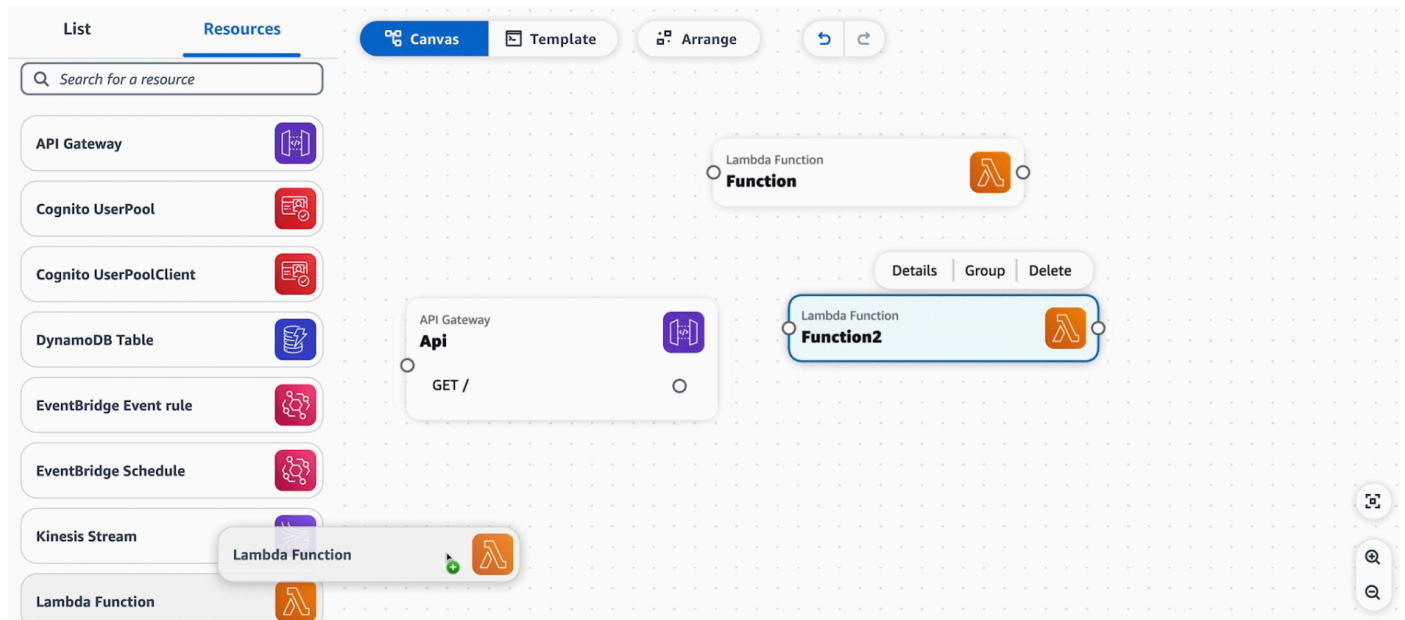 List Resources
Canvas Template Arrange
Search for a resource
API Gateway
Cognito UserPool
Cognito UserPoolClient
DynamoDB Table
EventBridge Event rule
EventBridge Schedule
Kinesis Stream
Lambda Function
Lambda Function
Lambda Function
Function
Details Group Delete
Lambda Function
Function2
API Gateway
Api
GET /